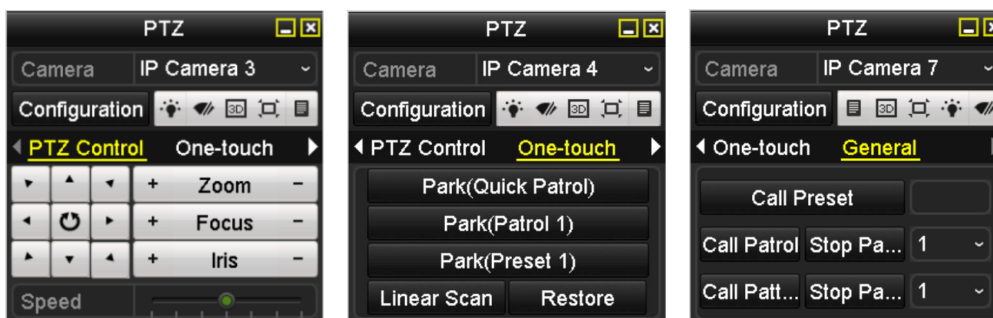 PTZ
Camera IP Camera 3
Configuration 3D
PTZ Control One-touch
+ Zoom -
+ Focus -
+ Iris -
Speed
PTZ
Camera IP Camera 4
Configuration 3D
PTZ Control One-touch
Park(Quick Patrol)
Park(Patrol 1)
Park(Preset 1)
Linear Scan Restore
PTZ
Camera IP Camera 7
Configuration 3D
One-touch General
Call Preset
Call Patrol Stop Pa... 1
Call Patt... Stop Pa... 1